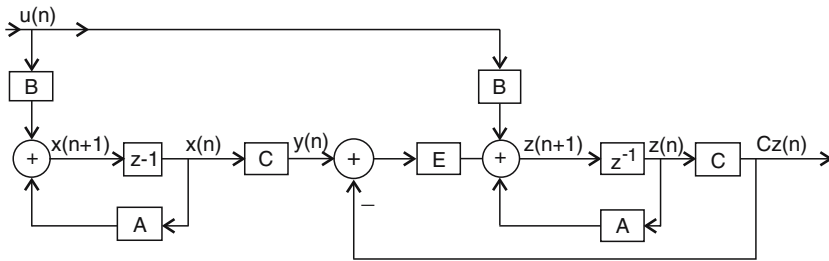 u(n)
B
B
+
x(n+1)
z-1
x(n)
C
y(n)
+
E
+
z(n+1)
z⁻¹
z(n)
C
Cz(n)
−
A
A